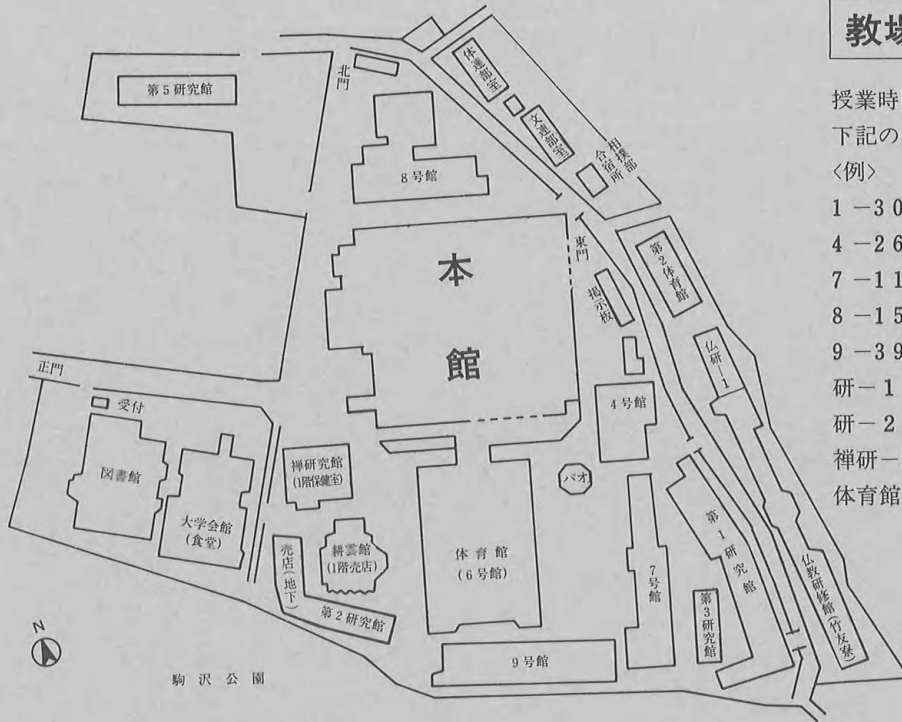 教場
授業時
下記の
〈例〉
1－30
4－26
7－11
8－15
9－39
研－1
研－2
禅研－
体育館
第5研究館
北門
8号館
体連部室
文連部室
相撲部
合宿所
本館
東門
掲示板
第2体育館
仏研－1
正門
受付
図書館
大学会館
(食堂)
禅研究館
(1階保健室)
売店(地下)
耕雲館
(1階売店)
第2研究館
体育館
(6号館)
4号館
パオ
7号館
第1研究館
第3研究館
仏教研修館(竹友寮)
9号館
N
駒沢公園